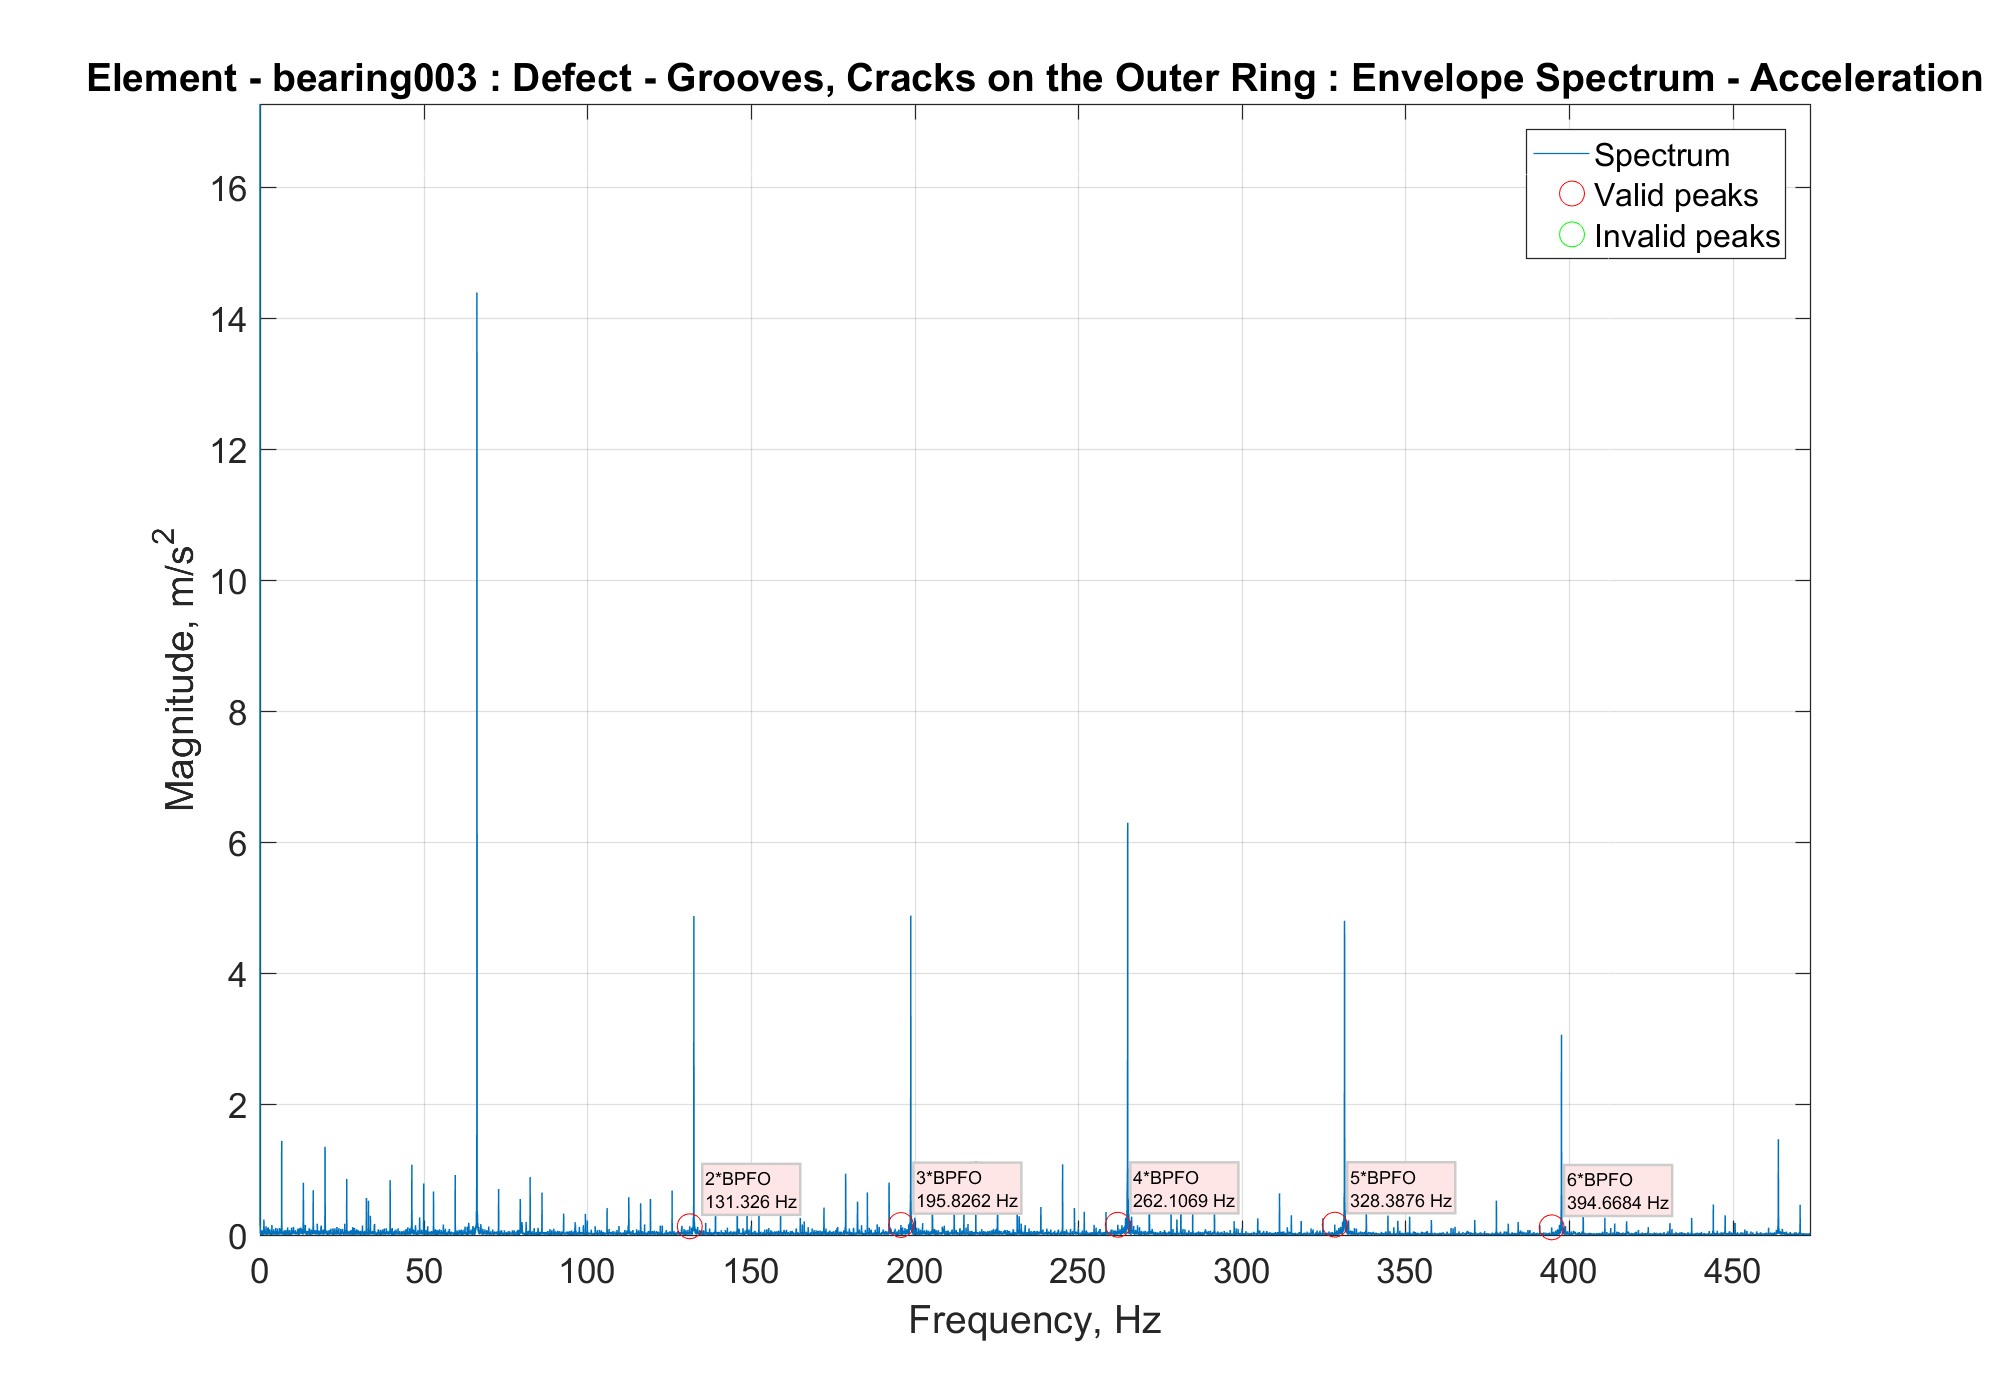 Element - bearing003 : Defect - Grooves, Cracks on the Outer Ring : Envelope Spectrum - Acceleration
Spectrum
Valid peaks
Invalid peaks
Magnitude, m/s2
16
14
12
10
8
6
4
2
0
2*BPFO
131.326 Hz
3*BPFO
195.8262 Hz
4*BPFO
262.1069 Hz
5*BPFO
328.3876 Hz
6*BPFO
394.6684 Hz
0 50 100 150 200 250 300 350 400 450
Frequency, Hz